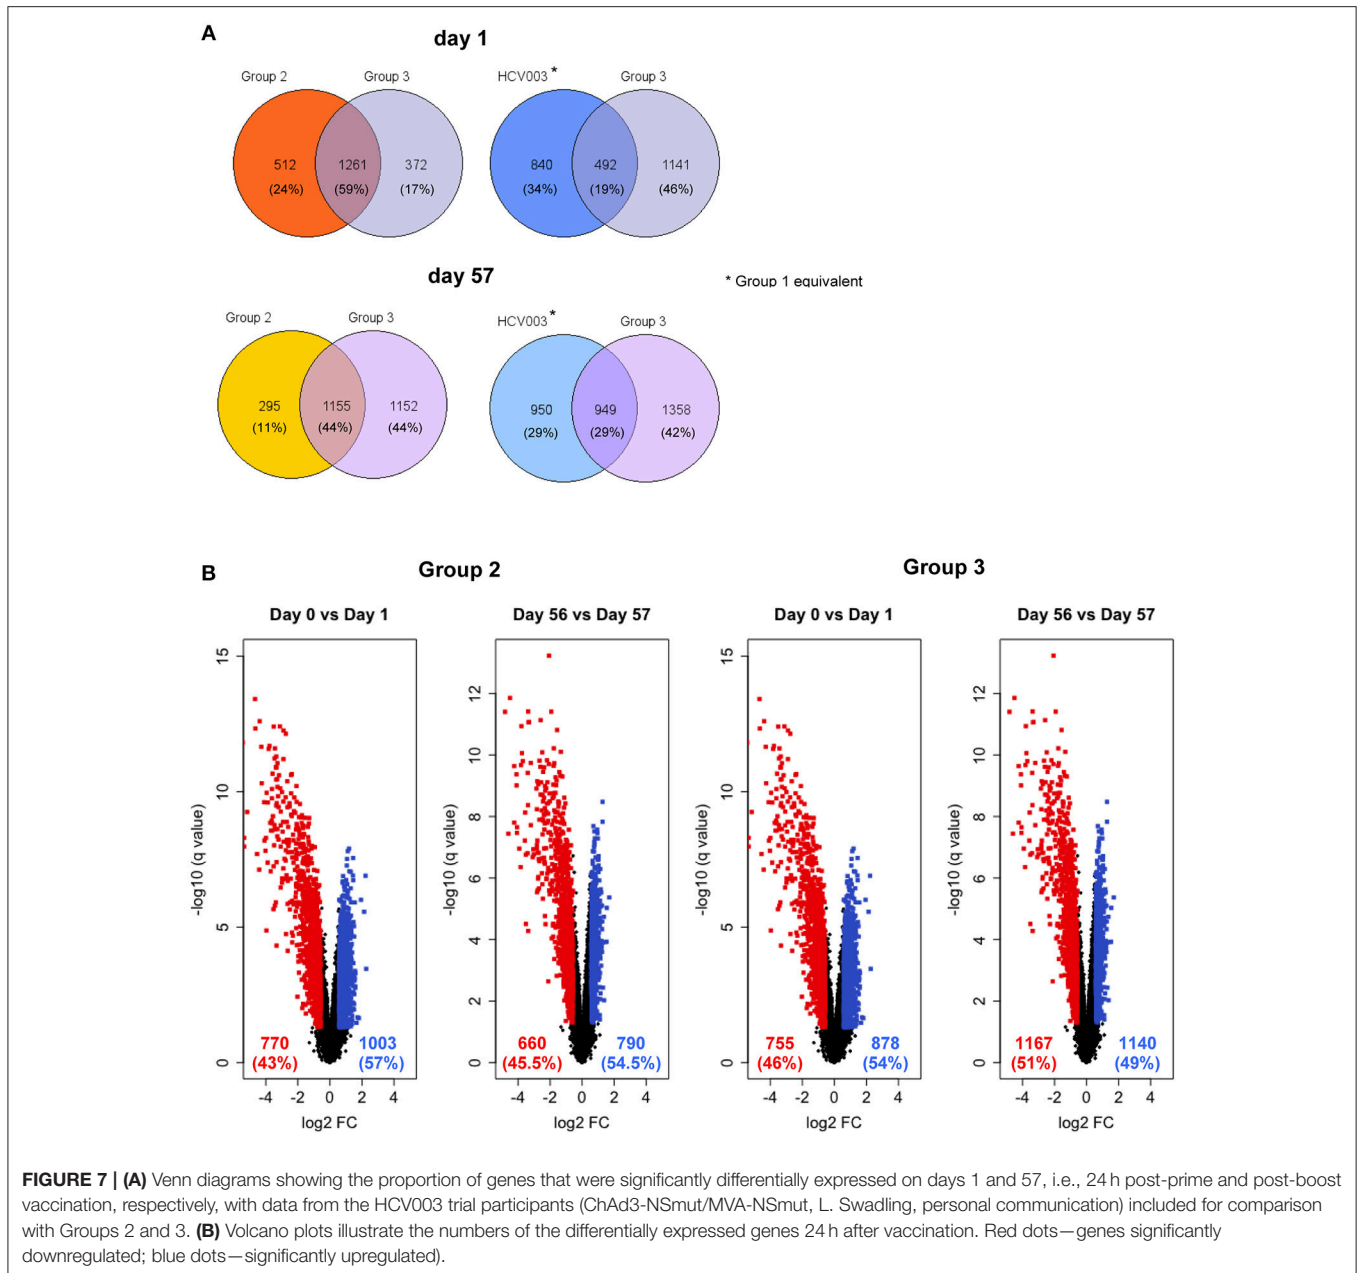 A
day 1
Group 2
Group 3
512
(24%)
1261
(59%)
372
(17%)
HCV003 *
Group 3
840
(34%)
492
(19%)
1141
(46%)
day 57
* Group 1 equivalent
Group 2
Group 3
295
(11%)
1155
(44%)
1152
(44%)
HCV003 *
Group 3
950
(29%)
949
(29%)
1358
(42%)
B
Group 2
Group 3
Day 0 vs Day 1
-log10 (q value)
15
10
5
0
770
(43%)
1003
(57%)
-4 -2 0 2 4
log2 FC
Day 56 vs Day 57
-log10 (q value)
12
10
8
6
4
2
0
660
(45.5%)
790
(54.5%)
-4 -2 0 2 4
log2 FC
Day 0 vs Day 1
-log10 (q value)
15
10
5
0
755
(46%)
878
(54%)
-4 -2 0 2 4
log2 FC
Day 56 vs Day 57
-log10 (q value)
12
10
8
6
4
2
0
1167
(51%)
1140
(49%)
-4 -2 0 2 4
log2 FC
FIGURE 7 | (A) Venn diagrams showing the proportion of genes that were significantly differentially expressed on days 1 and 57, i.e., 24 h post-prime and post-boost
vaccination, respectively, with data from the HCV003 trial participants (ChAd3-NSmut/MVA-NSmut, L. Swadling, personal communication) included for comparison
with Groups 2 and 3. (B) Volcano plots illustrate the numbers of the differentially expressed genes 24 h after vaccination. Red dots—genes significantly
downregulated; blue dots—significantly upregulated).